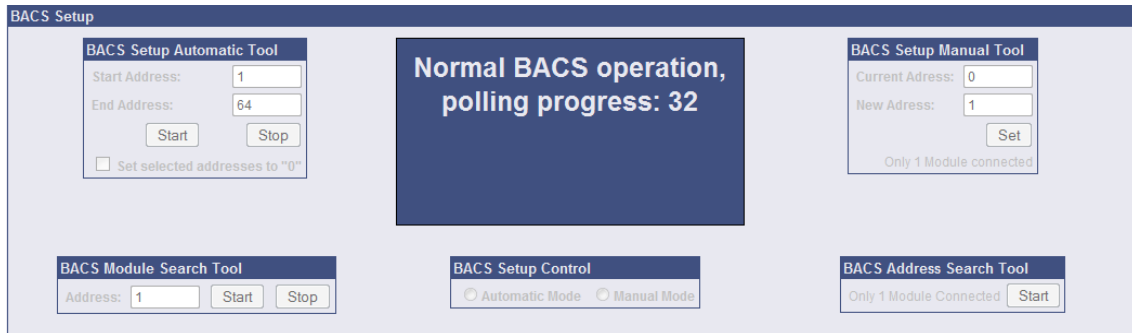 BACS Setup
BACS Setup Automatic Tool
Start Address: 1
End Address: 64
Start Stop
Set selected addresses to "0"
Normal BACS operation,
polling progress: 32
BACS Setup Manual Tool
Current Adress: 0
New Adress: 1
Set
Only 1 Module connected
BACS Module Search Tool
Address: 1 Start Stop
BACS Setup Control
Automatic Mode Manual Mode
BACS Address Search Tool
Only 1 Module Connected Start